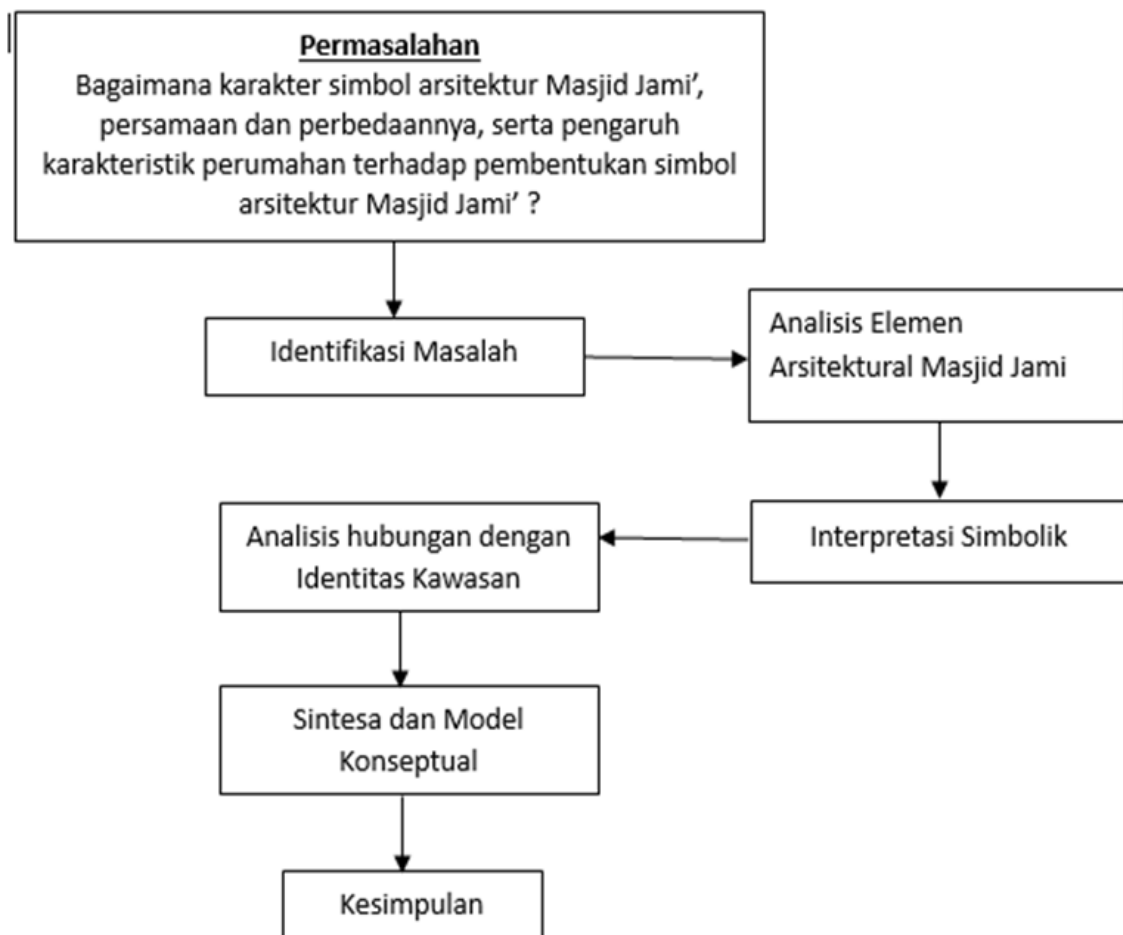 Permasalahan
Bagaimana karakter simbol arsitektur Masjid Jami’,
persamaan dan perbedaannya, serta pengaruh
karakteristik perumahan terhadap pembentukan simbol
arsitektur Masjid Jami’ ?
Identifikasi Masalah
Analisis Elemen
Arsitektural Masjid Jami
Interpretasi Simbolik
Analisis hubungan dengan
Identitas Kawasan
Sintesa dan Model
Konseptual
Kesimpulan